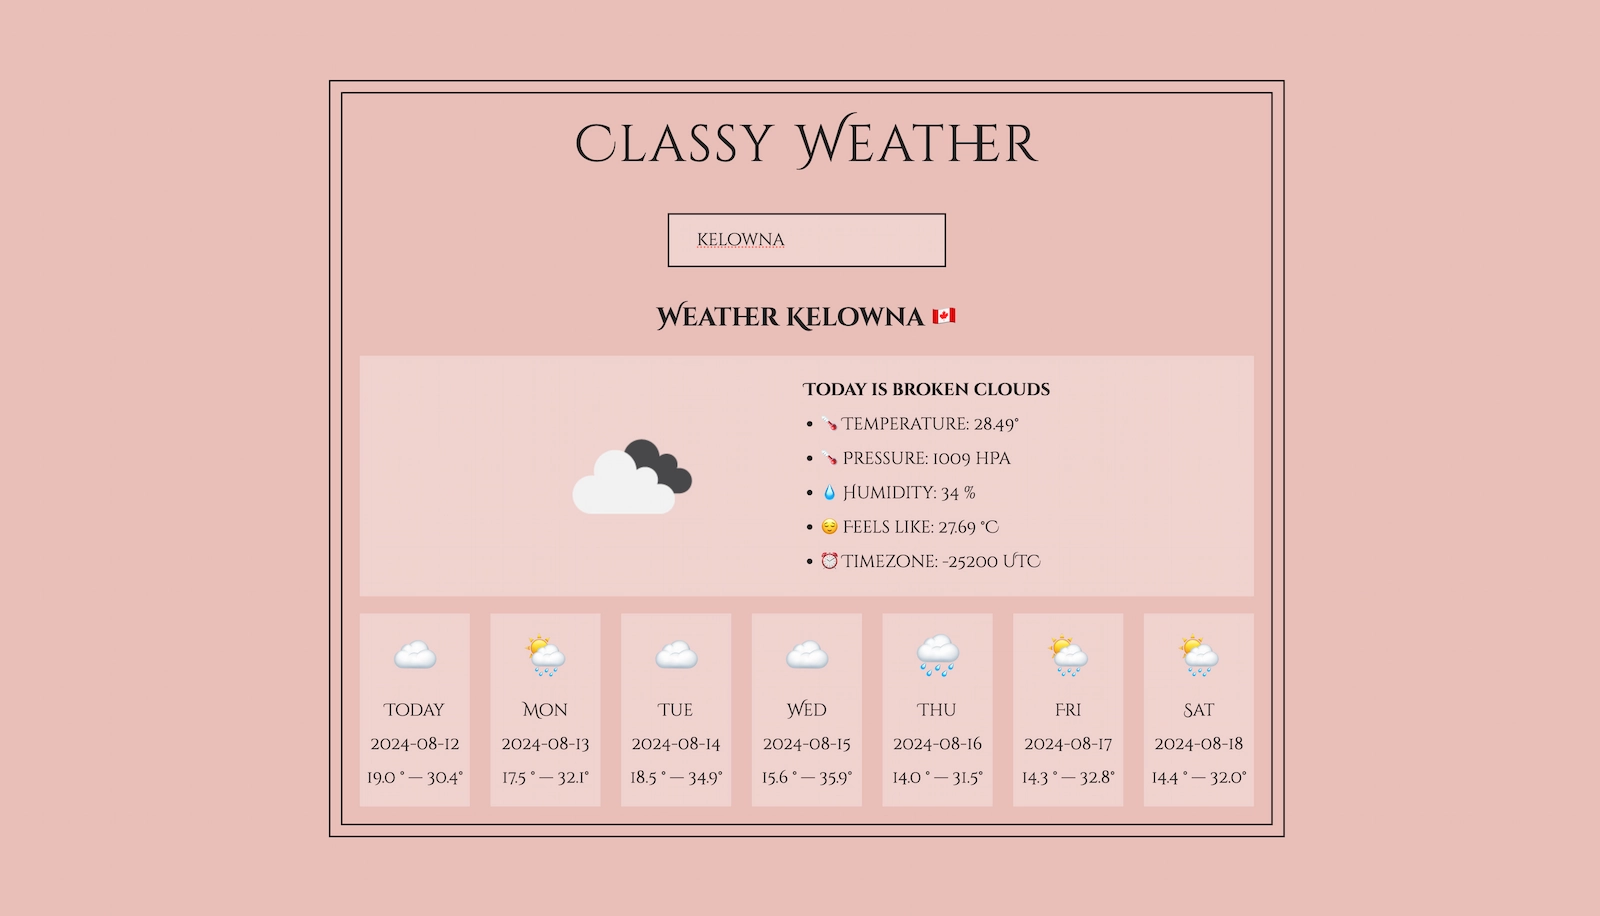 Classy Weather
Kelowna
Weather Kelowna 🇨🇦
Today is broken clouds
• 🌡️ Temperature: 28.49°
• 🌡️ Pressure: 1009 hPa
• 💧 Humidity: 34 %
• 😌 Feels like: 27.69 °C
• ⏰ Timezone: -25200 UTC
Today Mon Tue Wed Thu Fri Sat
2024-08-12 2024-08-13 2024-08-14 2024-08-15 2024-08-16 2024-08-17 2024-08-18
19.0 ° — 30.4° 17.5 ° — 32.1° 18.5 ° — 34.9° 15.6 ° — 35.9° 14.0 ° — 31.5° 14.3 ° — 32.8° 14.4 ° — 32.0°